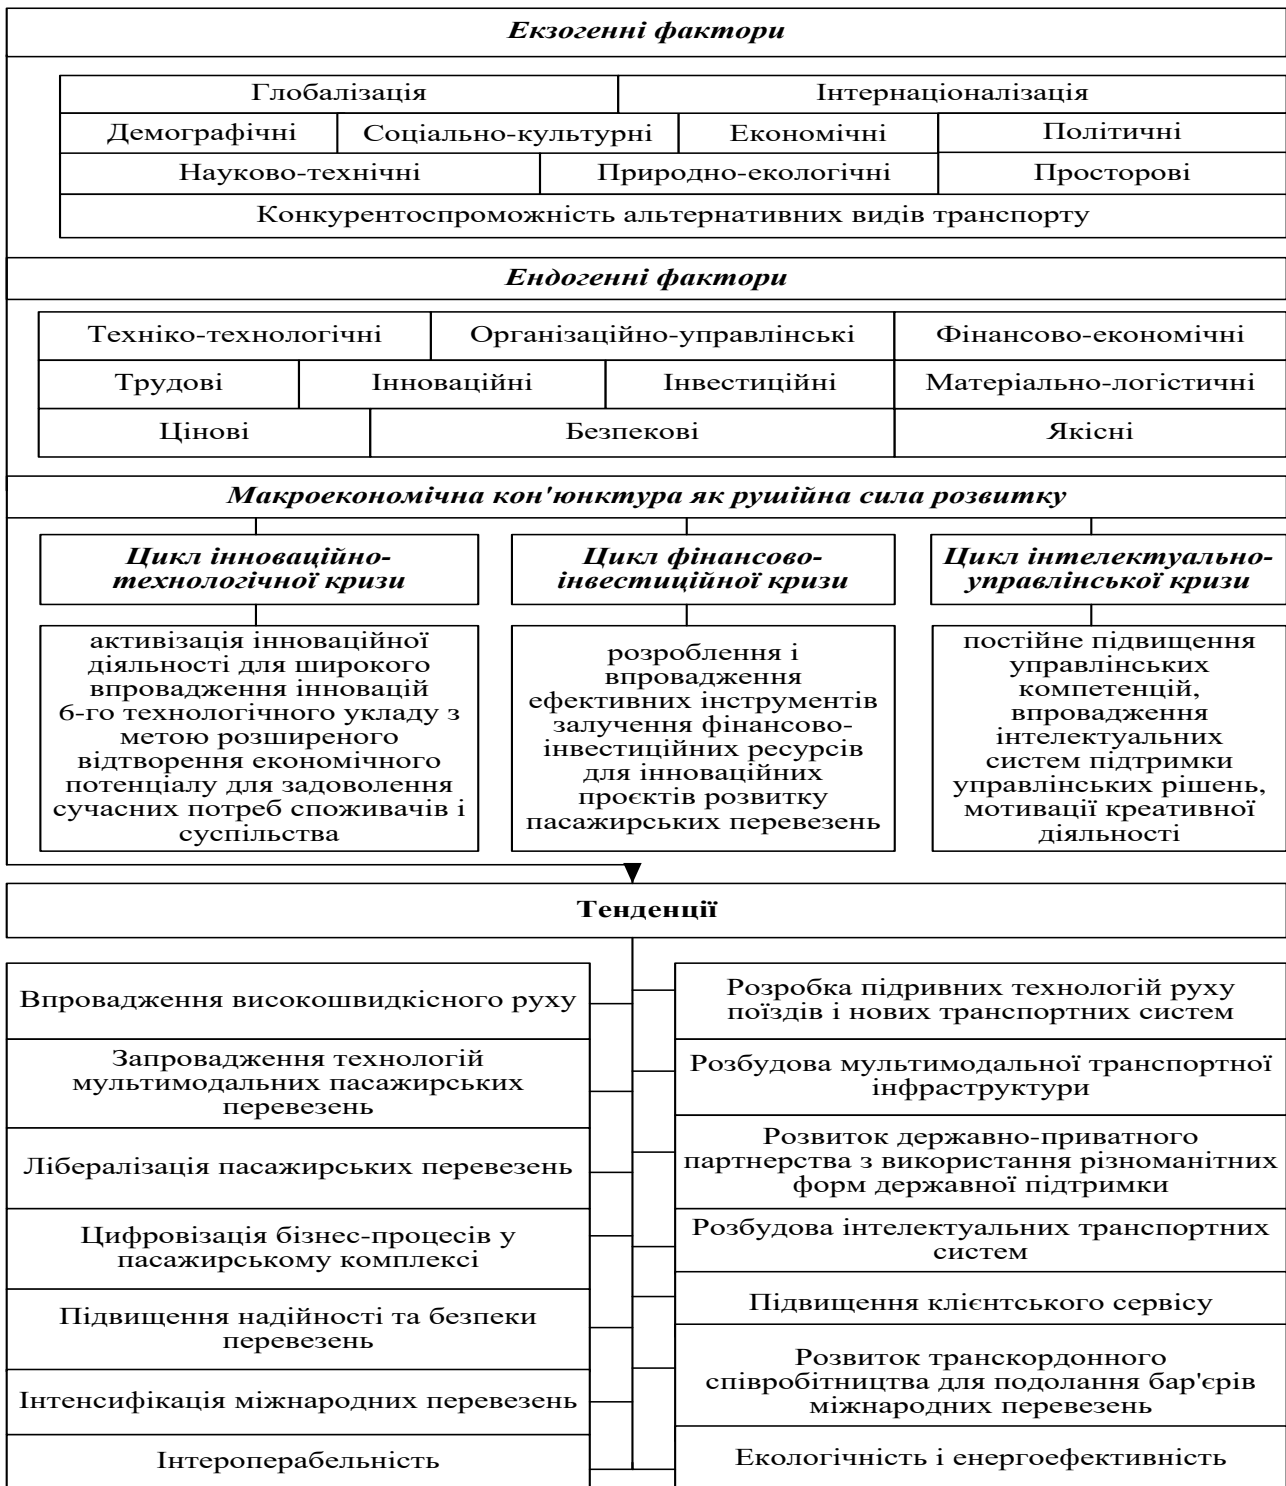 Екзогенні фактори
Глобалізація
Інтернаціоналізація
Демографічні
Соціально-культурні
Економічні
Політичні
Науково-технічні
Природно-екологічні
Просторові
Конкурентоспроможність альтернативних видів транспорту
Ендогенні фактори
Техніко-технологічні
Організаційно-управлінські
Фінансово-економічні
Трудові
Інноваційні
Інвестиційні
Матеріально-логістичні
Цінові
Безпекові
Якісні
Макроекономічна кон'юнктура як рушійна сила розвитку
Цикл інноваційно-
технологічної кризи
Цикл фінансово-
інвестиційної кризи
Цикл інтелектуально-
управлінської кризи
активізація інноваційної
діяльності для широкого
впровадження інновацій
6-го технологічного укладу з
метою розширеного
відтворення економічного
потенціалу для задоволення
сучасних потреб споживачів і
суспільства
розроблення і
впровадження
ефективних інструментів
залучення фінансово-
інвестиційних ресурсів
для інноваційних
проєктів розвитку
пасажирських перевезень
постійне підвищення
управлінських
компетенцій,
впровадження
інтелектуальних
систем підтримки
управлінських рішень,
мотивації креативної
діяльності
Тенденції
Впровадження високошвидкісного руху
Запровадження технологій
мультимодальних пасажирських
перевезень
Лібералізація пасажирських перевезень
Цифровізація бізнес-процесів у
пасажирському комплексі
Підвищення надійності та безпеки
перевезень
Інтенсифікація міжнародних перевезень
Інтероперабельність
Розробка підривних технологій руху
поїздів і нових транспортних систем
Розбудова мультимодальної транспортної
інфраструктури
Розвиток державно-приватного
партнерства з використання різноманітних
форм державної підтримки
Розбудова інтелектуальних транспортних
систем
Підвищення клієнтського сервісу
Розвиток транскордонного
співробітництва для подолання бар'єрів
міжнародних перевезень
Екологічність і енергоефективність